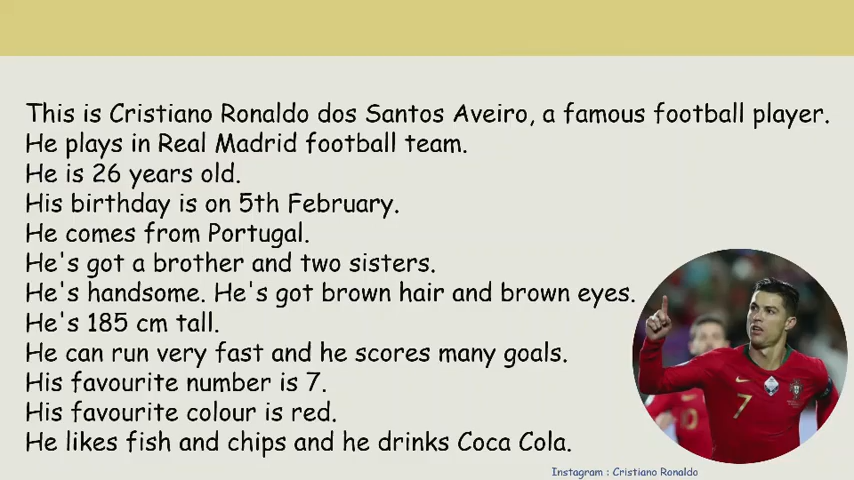 This is Cristiano Ronaldo dos Santos Aveiro, a famous football player.
He plays in Real Madrid football team.
He is 26 years old.
His birthday is on 5th February.
He comes from Portugal.
He's got a brother and two sisters.
He's handsome. He's got brown hair and brown eyes.
He's 185 cm tall.
He can run very fast and he scores many goals.
His favourite number is 7.
His favourite colour is red.
He likes fish and chips and he drinks Coca Cola.
7
Instagram : Cristiano Ronaldo